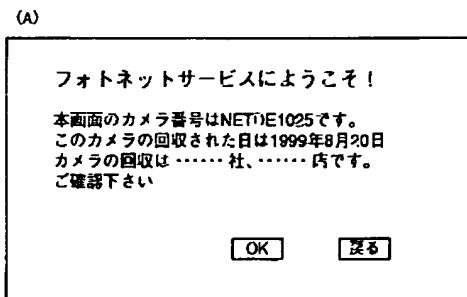 (A)
フォトネットサービスにようこそ!
本画面のカメラ番号はNETDE1025です。
このカメラの回収された日は1999年8月20日
カメラの回収は……社、……店です。
ご確認下さい
OK 戻る